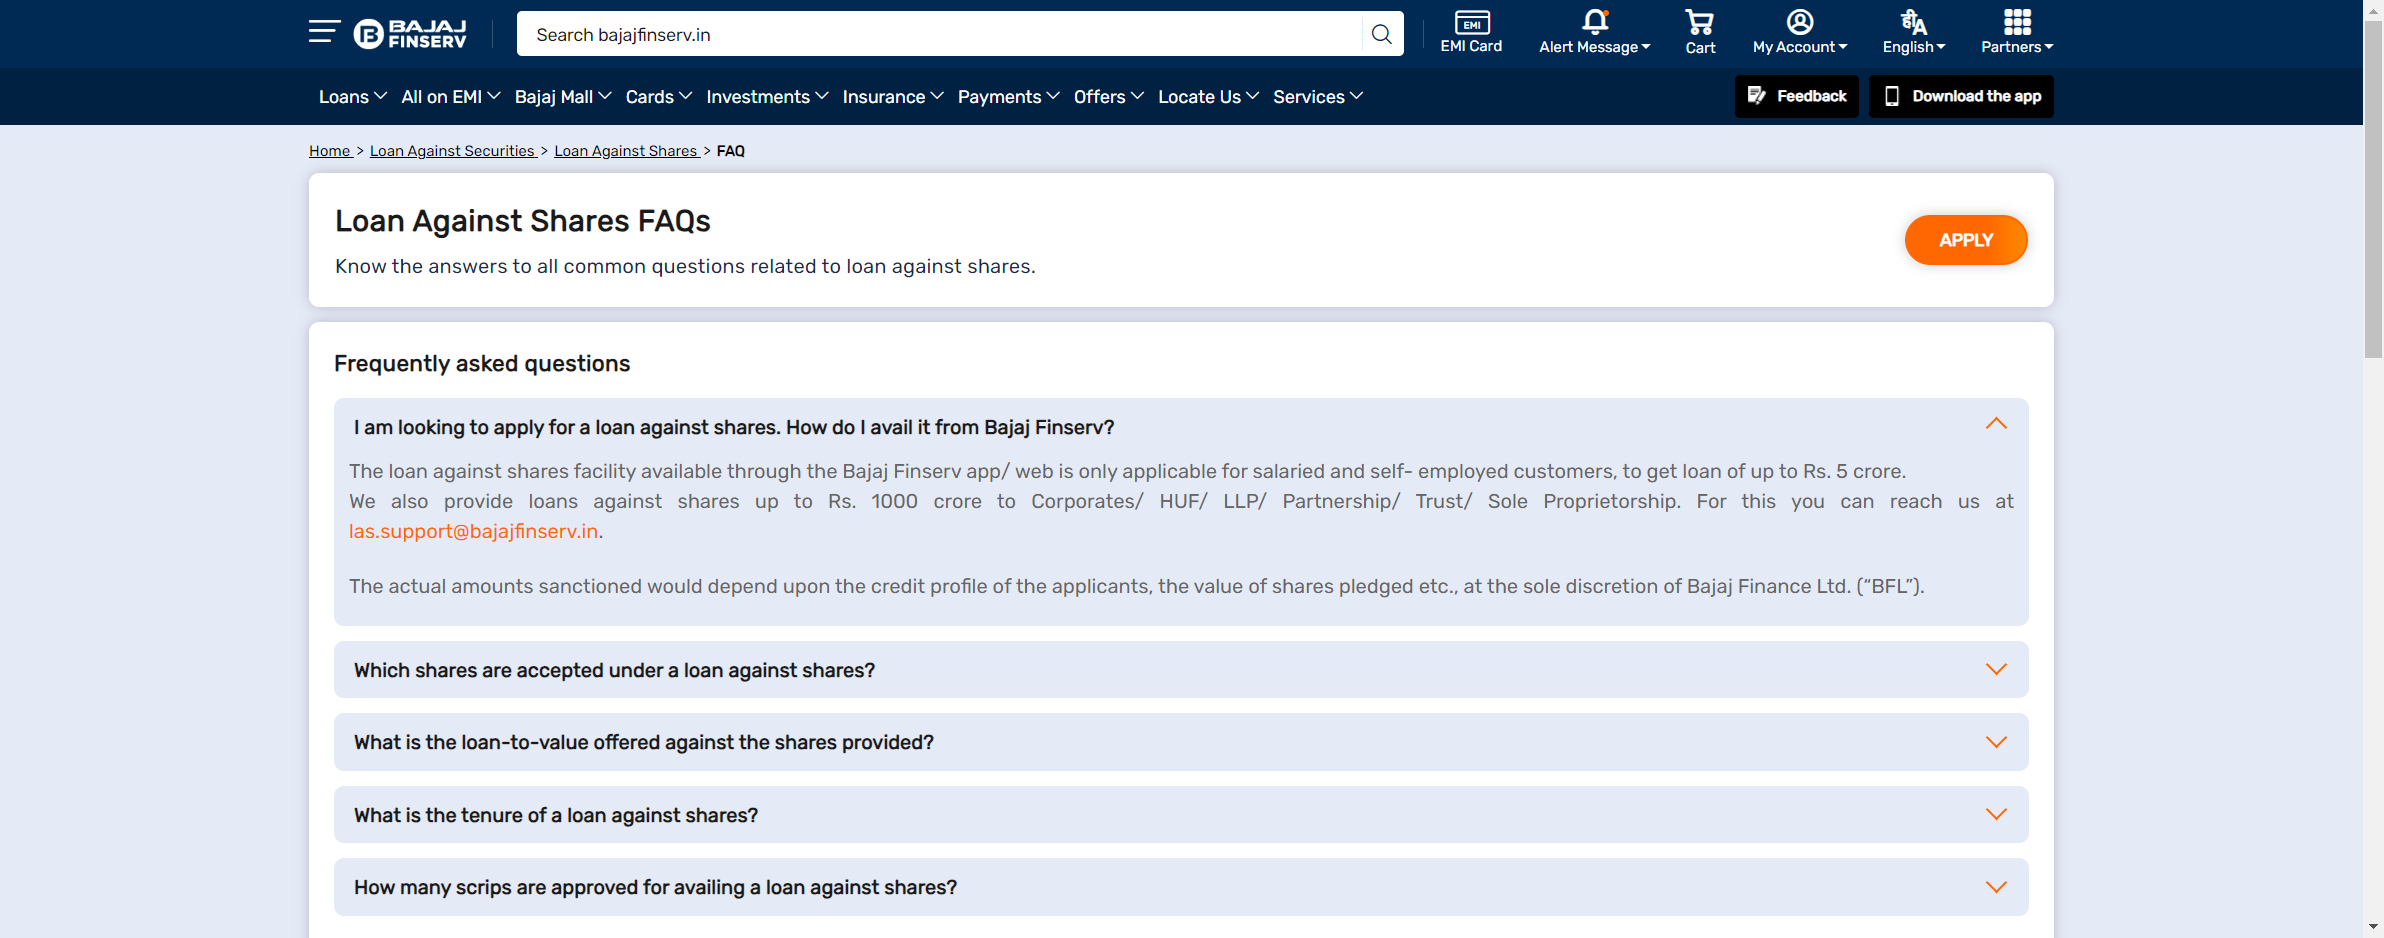 BAJAJ
FINSERV
Search bajajfinserv.in
EMI
EMI Card
Alert Message
Cart
My Account
ही A
English
Partners
Loans All on EMI Bajaj Mall Cards Investments Insurance Payments Offers Locate Us Services
Feedback
Download the app
Home > Loan Against Securities > Loan Against Shares > FAQ
Loan Against Shares FAQs
Know the answers to all common questions related to loan against shares.
APPLY
Frequently asked questions
I am looking to apply for a loan against shares. How do I avail it from Bajaj Finserv?
The loan against shares facility available through the Bajaj Finserv app/ web is only applicable for salaried and self- employed customers, to get loan of up to Rs. 5 crore.
We also provide loans against shares up to Rs. 1000 crore to Corporates/ HUF/ LLP/ Partnership/ Trust/ Sole Proprietorship. For this you can reach us at
las.support@bajajfinserv.in.
The actual amounts sanctioned would depend upon the credit profile of the applicants, the value of shares pledged etc., at the sole discretion of Bajaj Finance Ltd. (“BFL”).
Which shares are accepted under a loan against shares?
What is the loan-to-value offered against the shares provided?
What is the tenure of a loan against shares?
How many scrips are approved for availing a loan against shares?